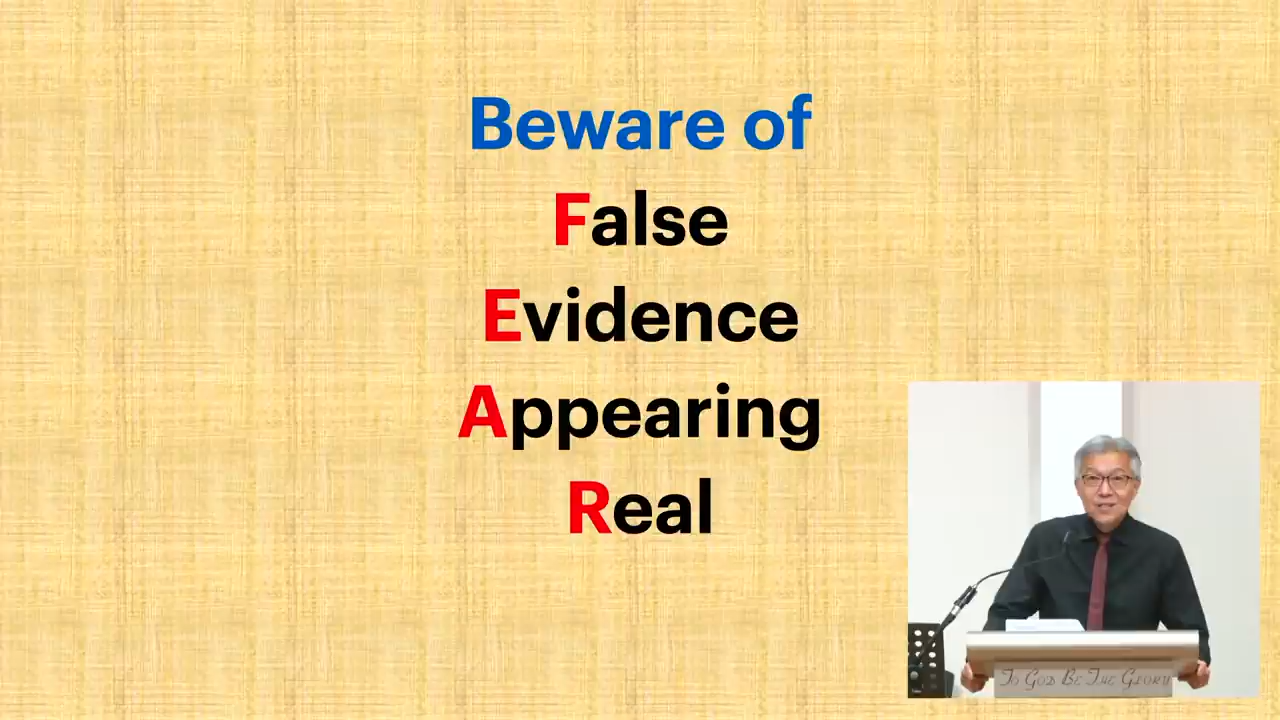 Beware of
False
Evidence
Appearing
Real
To God Be The Glory